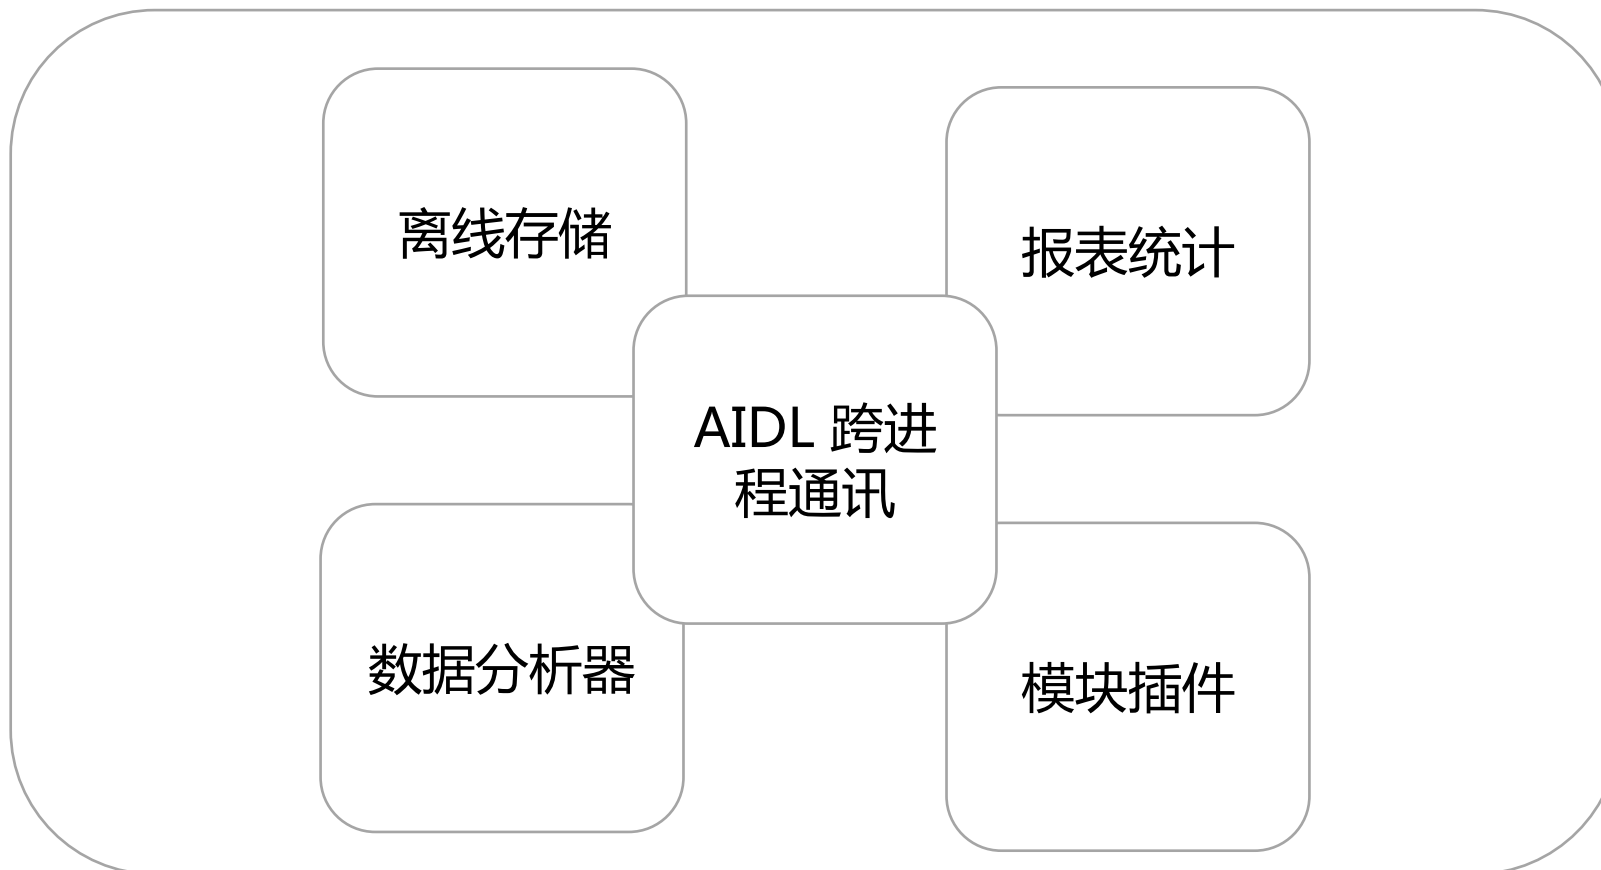 离线存储
报表统计
AIDL 跨进
程通讯
数据分析器
模块插件